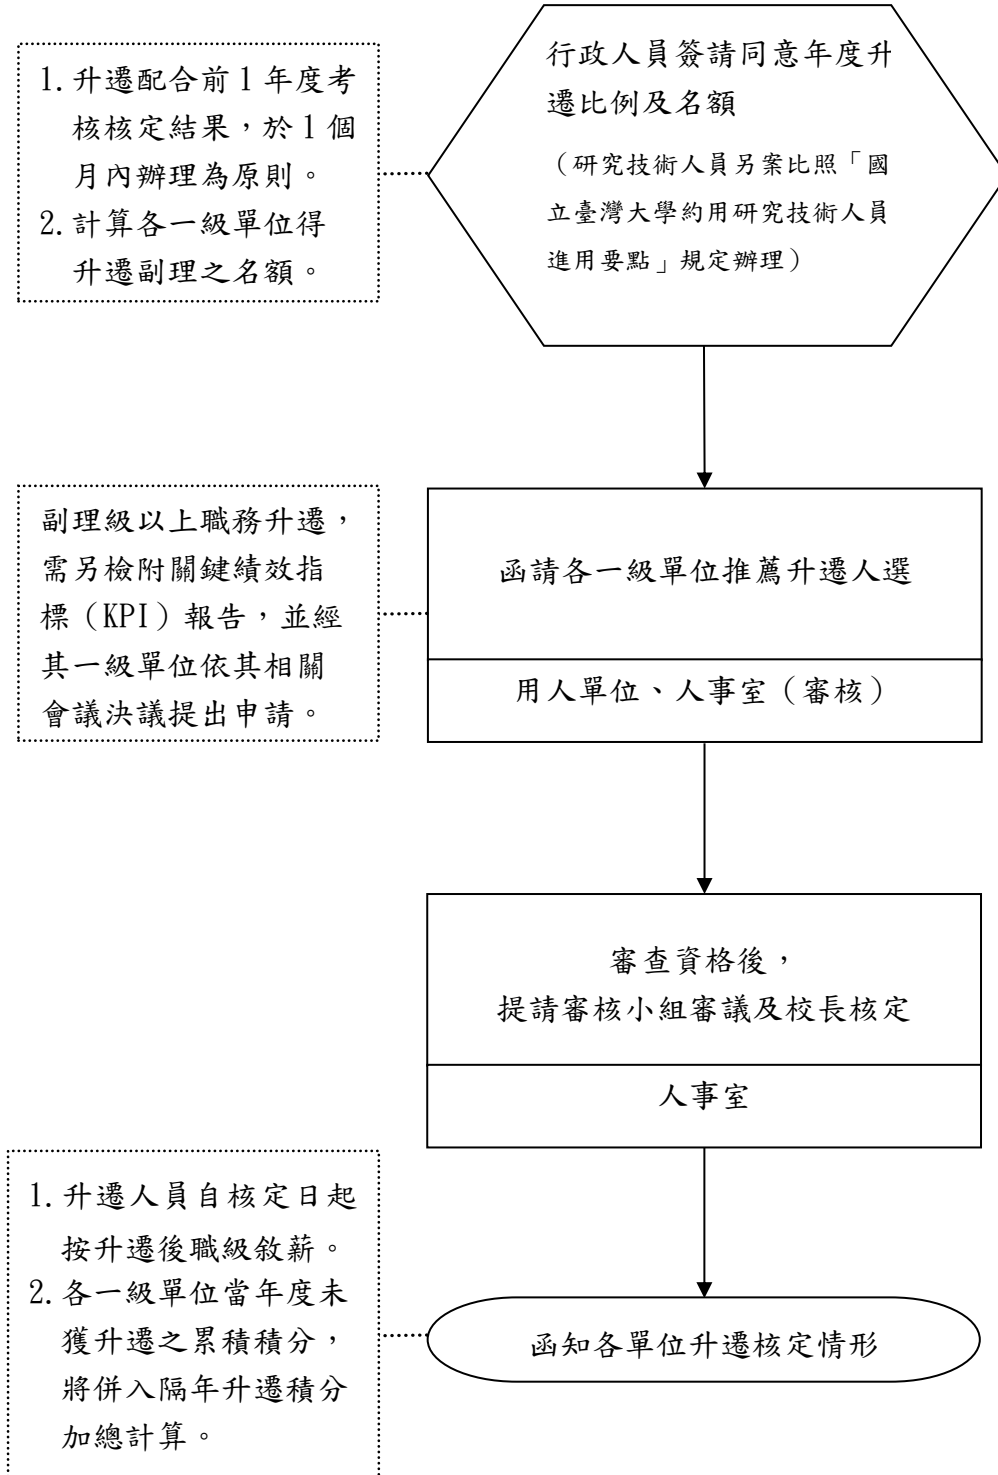 1. 升遷配合前 1 年度考
核核定結果，於 1 個
月內辦理為原則。
2. 計算各一級單位得
升遷副理之名額。
行政人員簽請同意年度升
遷比例及名額
（研究技術人員另案比照「國
立臺灣大學約用研究技術人員
進用要點」規定辦理）
副理級以上職務升遷，
需另檢附關鍵績效指
標（KPI）報告，並經
其一級單位依其相關
會議決議提出申請。
函請各一級單位推薦升遷人選
用人單位、人事室（審核）
審查資格後，
提請審核小組審議及校長核定
人事室
1. 升遷人員自核定日起
按升遷後職級敘薪。
2. 各一級單位當年度未
獲升遷之累積積分，
將併入隔年升遷積分
加總計算。
函知各單位升遷核定情形